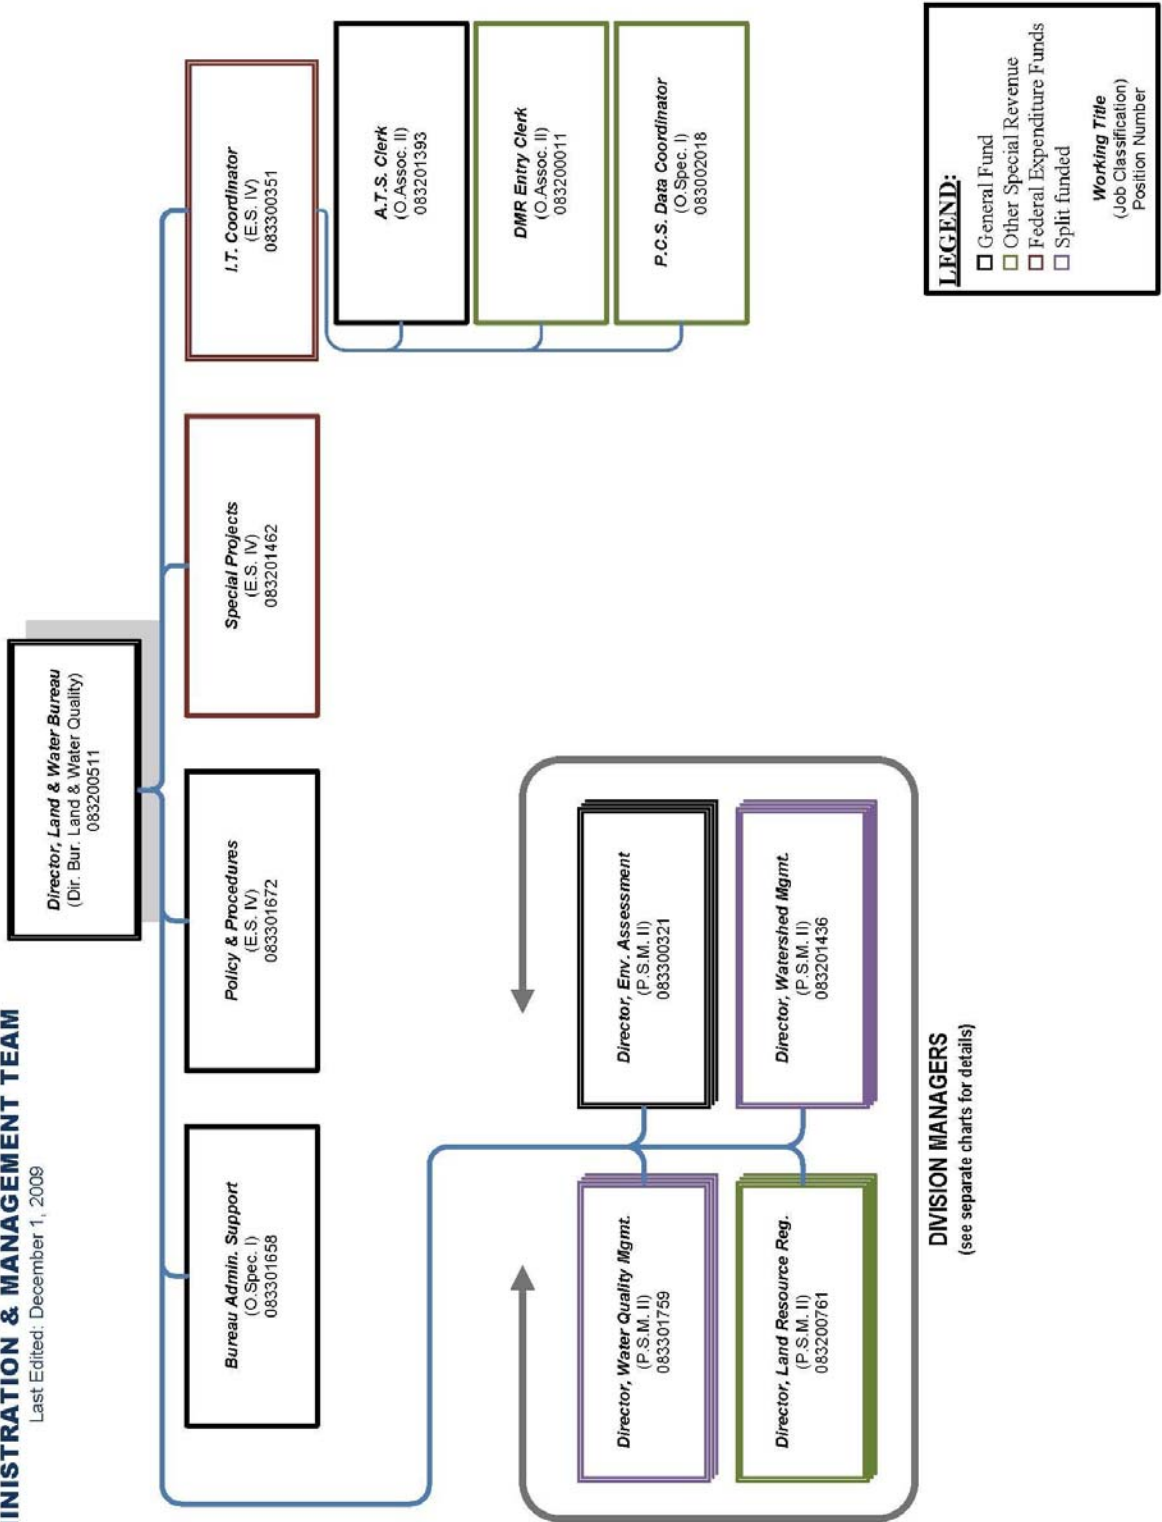 INISTRATION & MANAGEMENT TEAM
Last Edited: December 1, 2009
Director, Land & Water Bureau
(Dir. Bur. Land & Water Quality)
083200511
Bureau Admin. Support
(O.Spec. I)
083301658
Policy & Procedures
(E.S. IV)
083301672
Special Projects
(E.S. IV)
083201462
I.T. Coordinator
(E.S. IV)
083300351
A.T.S. Clerk
(O.Assoc. II)
083201393
DMR Entry Clerk
(O.Assoc. II)
083200011
P.C.S. Data Coordinator
(O.Spec. I)
083002018
Director, Water Quality Mgmt.
(P.S.M. II)
083301759
Director, Env. Assessment
(P.S.M. II)
083300321
Director, Land Resource Reg.
(P.S.M. II)
083200761
Director, Watershed Mgmt.
(P.S.M. II)
083201436
DIVISION MANAGERS
(see separate charts for details)
LEGEND:
General Fund
Other Special Revenue
Federal Expenditure Funds
Split funded
Working Title
(Job Classification)
Position Number